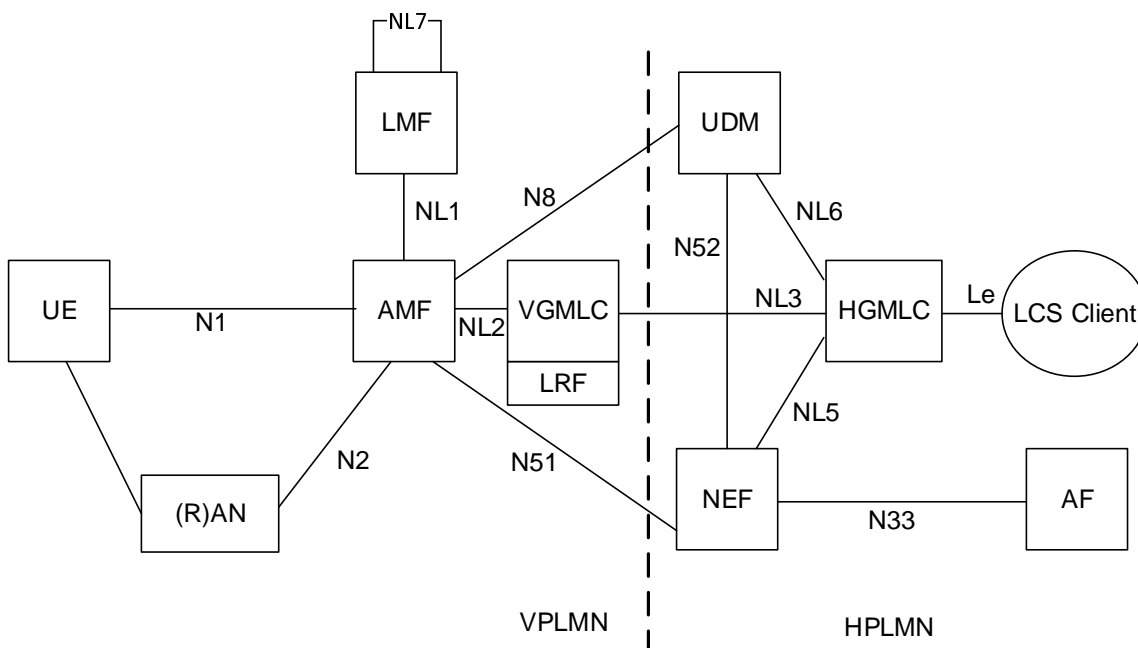 NL7
LMF
UDM
NL1
N8
NL6
N52
UE
N1
AMF
NL2
VGMLC
NL3
HGMLC
Le
LCS Client
LRF
NL5
N2
N51
(R)AN
NEF
N33
AF
VPLMN
HPLMN